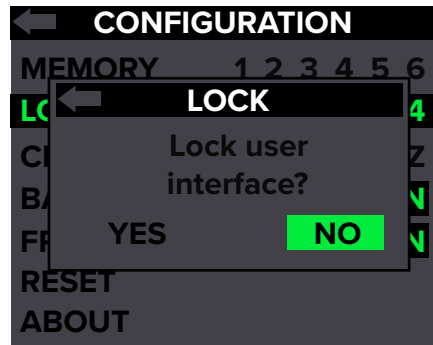 CONFIGURATION
MEMORY 1 2 3 4 5 6
LOCK
Lock user
interface?
YES NO
RESET
ABOUT